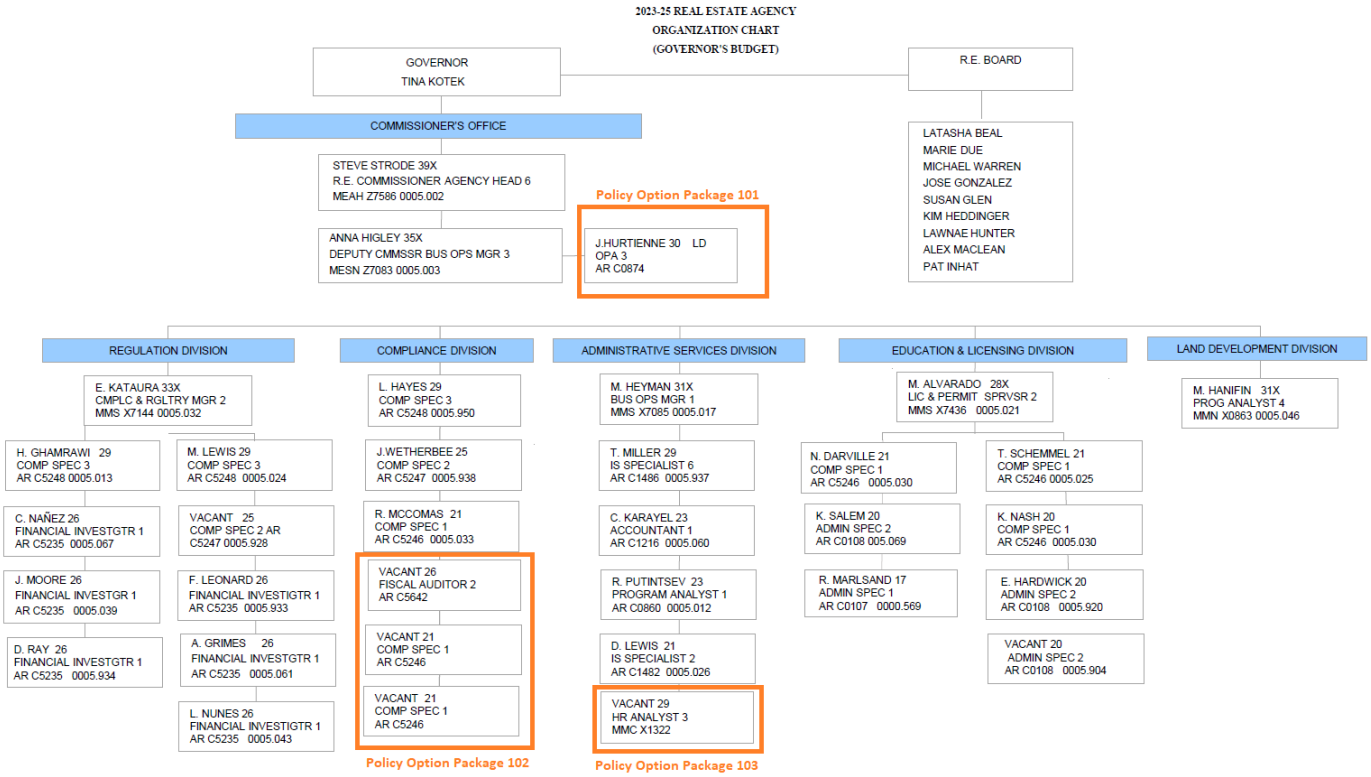 2023-25 REAL ESTATE AGENCY
ORGANIZATION CHART
(GOVERNOR'S BUDGET)
GOVERNOR
TINA KOTEK
R.E. BOARD
COMMISSIONER'S OFFICE
STEVE STRODE 39X
R.E. COMMISSIONER AGENCY HEAD 6
MEAH Z7586 0005.002
ANNA HIGLEY 35X
DEPUTY CMMSSR BUS OPS MGR 3
MESN Z7083 0005.003
Policy Option Package 101
J.HURTIENNE 30 LD
OPA 3
AR C0874
LATASHA BEAL
MARIE DUE
MICHAEL WARREN
JOSE GONZALEZ
SUSAN GLEN
KIM HEDDINGER
LAWNAE HUNTER
ALEX MACLEAN
PAT INHAT
REGULATION DIVISION
E. KATAURA 33X
CMPLC & RGLTRY MGR 2
MMS X7144 0005.032
H. GHAMRAWI 29
COMP SPEC 3
AR C5248 0005.013
C. NAÑEZ 26
FINANCIAL INVESTGTR 1
AR C5235 0005.067
J. MOORE 26
FINANCIAL INVESTGR 1
AR C5235 0005.039
D. RAY 26
FINANCIAL INVESTGTR 1
AR C5235 0005.934
M. LEWIS 29
COMP SPEC 3
AR C5248 0005.024
VACANT 25
COMP SPEC 2 AR
C5247 0005.928
F. LEONARD 26
FINANCIAL INVESTIGTR 1
AR C5235 0005.933
A. GRIMES 26
FINANCIAL INVESTGTR 1
AR C5235 0005.061
L. NUNES 26
FINANCIAL INVESTIGTR 1
AR C5235 0005.043
COMPLIANCE DIVISION
L. HAYES 29
COMP SPEC 3
AR C5248 0005.950
J.WETHERBEE 25
COMP SPEC 2
AR C5247 0005.938
R. MCCOMAS 21
COMP SPEC 1
AR C5246 0005.033
VACANT 26
FISCAL AUDITOR 2
AR C5642
VACANT 21
COMP SPEC 1
AR C5246
VACANT 21
COMP SPEC 1
AR C5246
Policy Option Package 102
ADMINISTRATIVE SERVICES DIVISION
M. HEYMAN 31X
BUS OPS MGR 1
MMS X7085 0005.017
T. MILLER 29
IS SPECIALIST 6
AR C1486 0005.937
C. KARAYEL 23
ACCOUNTANT 1
AR C1216 0005.060
R. PUTINTSEV 23
PROGRAM ANALYST 1
AR C0860 0005.012
D. LEWIS 21
IS SPECIALIST 2
AR C1482 0005.026
VACANT 29
HR ANALYST 3
MMC X1322
Policy Option Package 103
EDUCATION & LICENSING DIVISION
M. ALVARADO 28X
LIC & PERMIT SPRVSR 2
MMS X7436 0005.021
N. DARVILLE 21
COMP SPEC 1
AR C5246 0005.030
K. SALEM 20
ADMIN SPEC 2
AR C0108 005.069
R. MARLSAND 17
ADMIN SPEC 1
AR C0107 0000.569
T. SCHEMMEL 21
COMP SPEC 1
AR C5246 0005.025
K. NASH 20
COMP SPEC 1
AR C5246 0005.030
E. HARDWICK 20
ADMIN SPEC 2
AR C0108 0005.920
VACANT 20
ADMIN SPEC 2
AR C0108 0005.904
LAND DEVELOPMENT DIVISION
M. HANIFIN 31X
PROG ANALYST 4
MMN X0863 0005.046